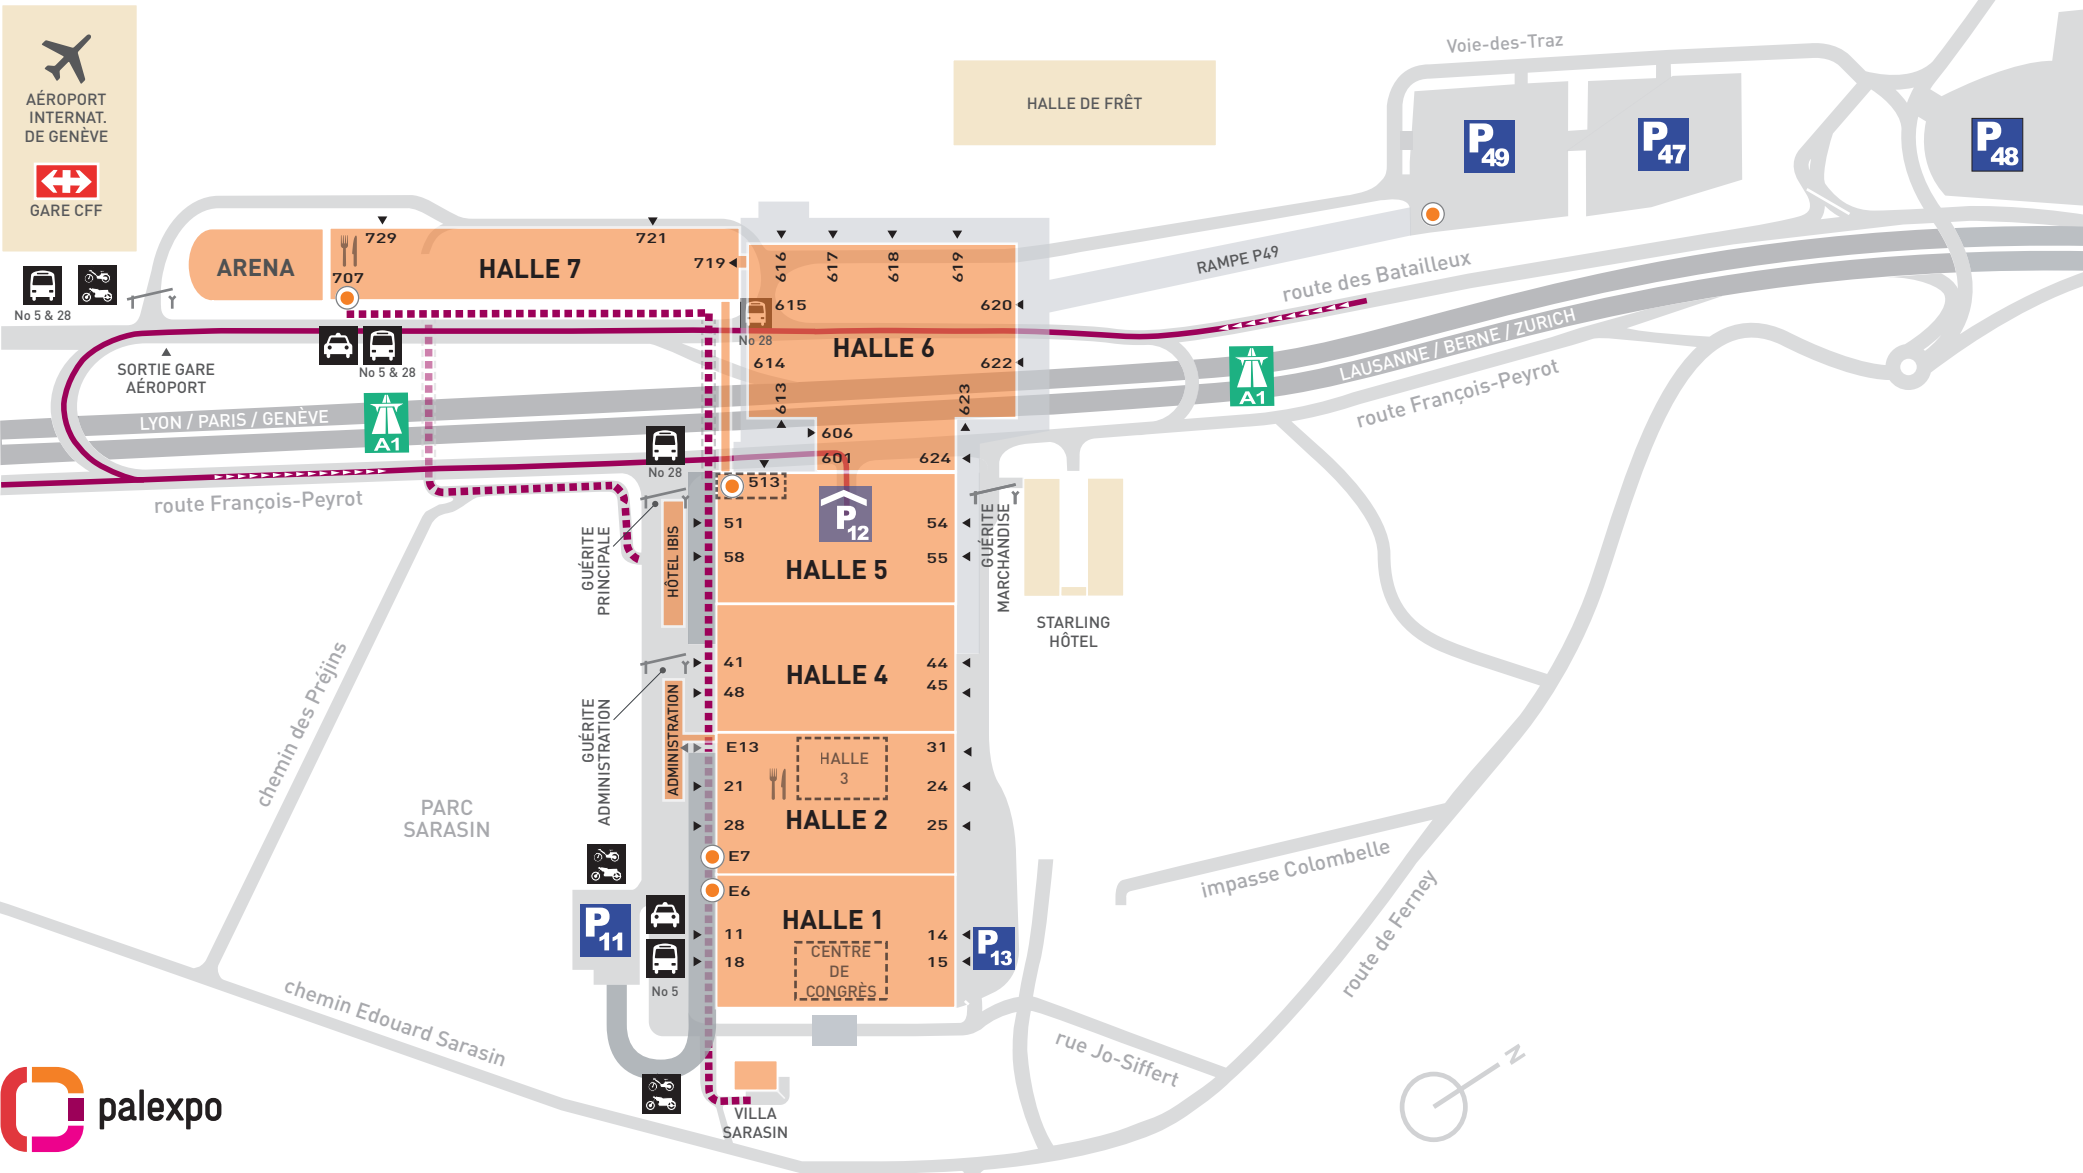 AÉROPORT
INTERNAT.
DE GENÈVE
GARE CFF
No 5 & 28
SORTIE GARE
AÉROPORT
ARENA
729
721
707
HALLE 7
719
No 5 & 28
LYON / PARIS / GENÈVE
A1
route François-Peyrot
HALLE DE FRÊT
Voie-des-Traz
P49
P47
P48
RAMPE P49
route des Batailleux
LAUSANNE / BERNE / ZURICH
A1
route François-Peyrot
616
617
618
619
615
620
No 28
HALLE 6
614
622
613
623
606
601
624
No 28
513
P12
51
54
58
55
HALLE 5
GUÉRITE
PRINCIPALE
HÔTEL IBIS
GUÉRITE
MARCHANDISE
STARLING
HÔTEL
41
44
HALLE 4
45
48
GUÉRITE
ADMINISTRATION
ADMINISTRATION
E13
31
HALLE
3
21
24
HALLE 2
28
25
E7
E6
HALLE 1
11
14
18
15
CENTRE
DE
CONGRÈS
P11
P13
No 5
chemin des Préjins
PARC
SARASIN
chemin Edouard Sarasin
impasse Colombelle
route de Ferney
rue Jo-Siffert
VILLA
SARASIN
N
palexpo